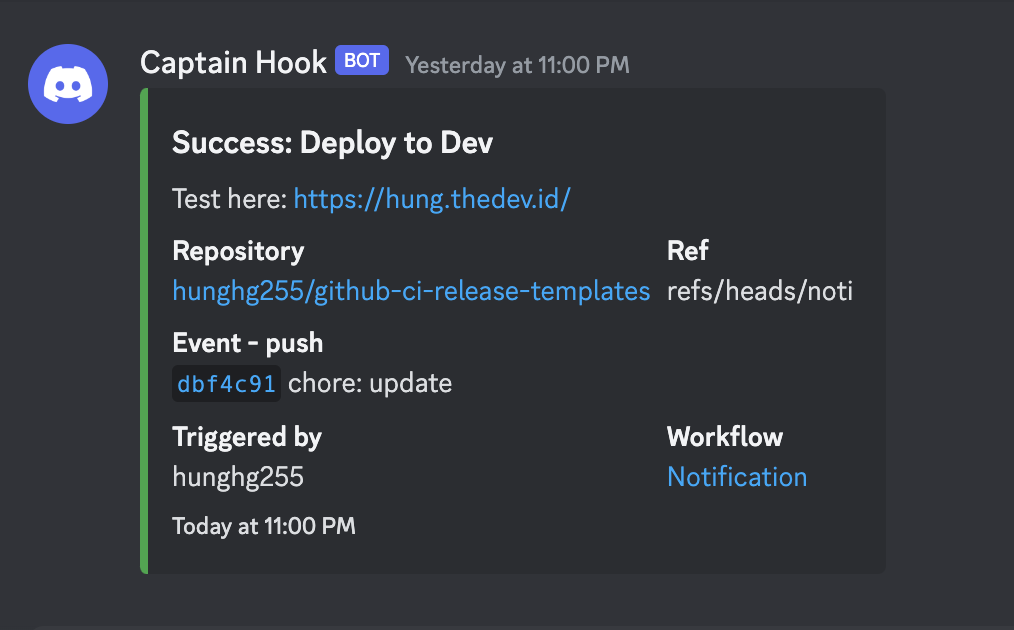 Captain Hook BOT Yesterday at 11:00 PM
Success: Deploy to Dev
Test here: https://hung.thedev.id/
Repository Ref
hunghg255/github-ci-release-templates refs/heads/noti
Event - push
dbf4c91 chore: update
Triggered by Workflow
hunghg255 Notification
Today at 11:00 PM